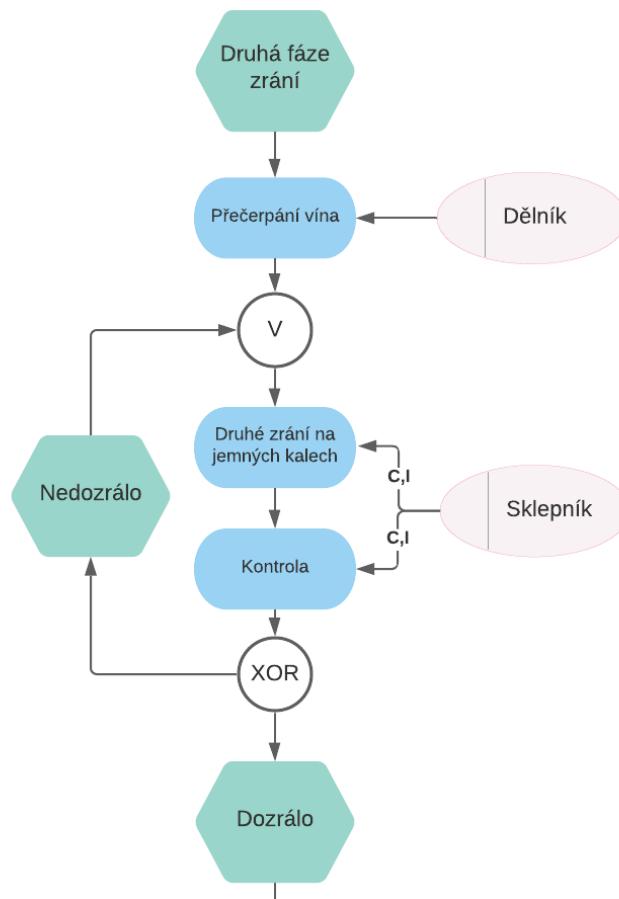 Druhá fáze
zrání
Přečerpání vína
Dělník
V
Druhé zrání na
jemných kalech
C,I
Nedozrálo
Sklepník
C,I
Kontrola
XOR
Dozrálo